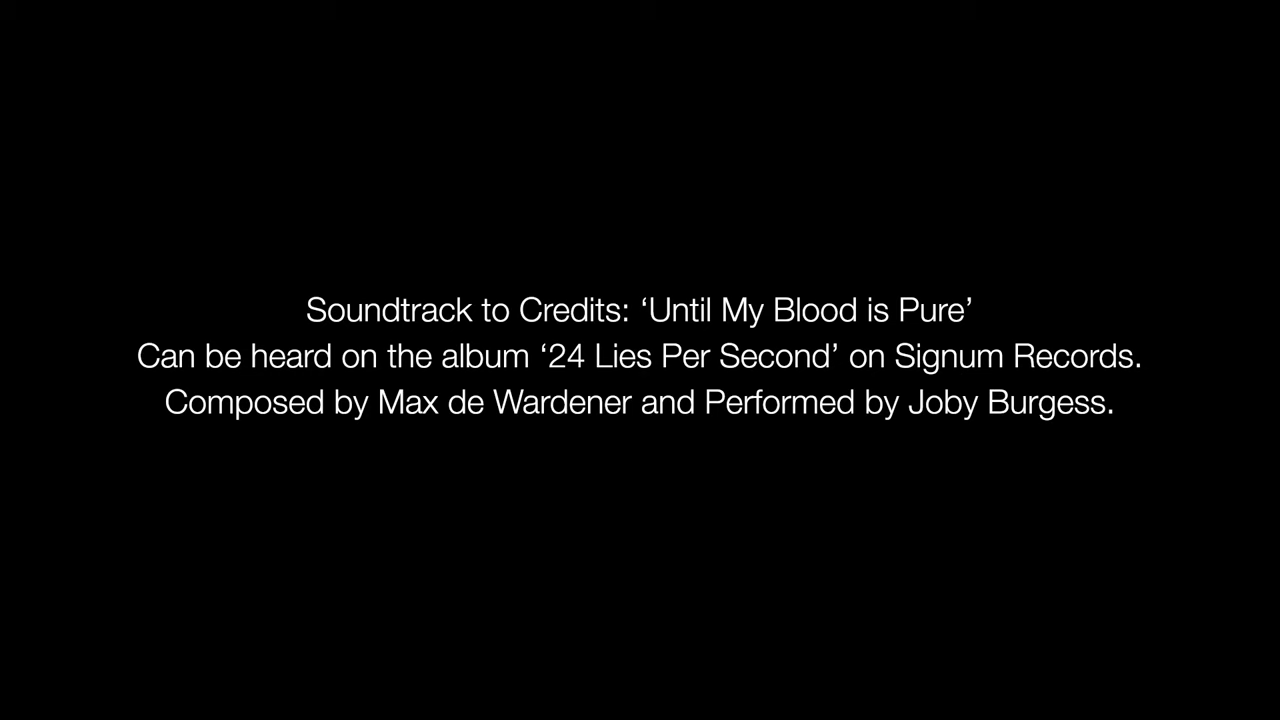 Soundtrack to Credits: ‘Until My Blood is Pure’
Can be heard on the album ‘24 Lies Per Second’ on Signum Records.
Composed by Max de Wardener and Performed by Joby Burgess.